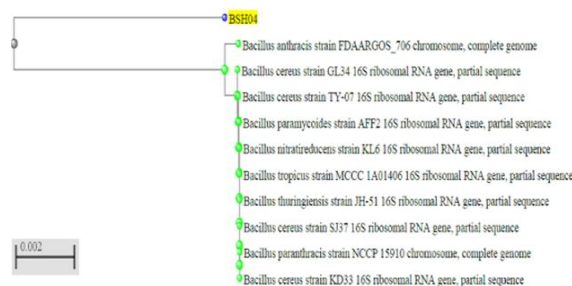 BSH04
Bacillus anthracis strain FDAARGOS_706 chromosome, complete genome
Bacillus cereus strain GL34 16S ribosomal RNA gene, partial sequence
Bacillus cereus strain TY-07 16S ribosomal RNA gene, partial sequence
Bacillus paramycoides strain AFF2 16S ribosomal RNA gene, partial sequence
Bacillus nitratireducens strain KL6 16S ribosomal RNA gene, partial sequence
Bacillus tropicus strain MCCC 1A01406 16S ribosomal RNA gene, partial sequence
Bacillus thuringiensis strain JH-51 16S ribosomal RNA gene, partial sequence
Bacillus cereus strain SJ37 16S ribosomal RNA gene, partial sequence
Bacillus paranthracis strain NCCP 15910 chromosome, complete genome
Bacillus cereus strain KD33 16S ribosomal RNA gene, partial sequence
0.002